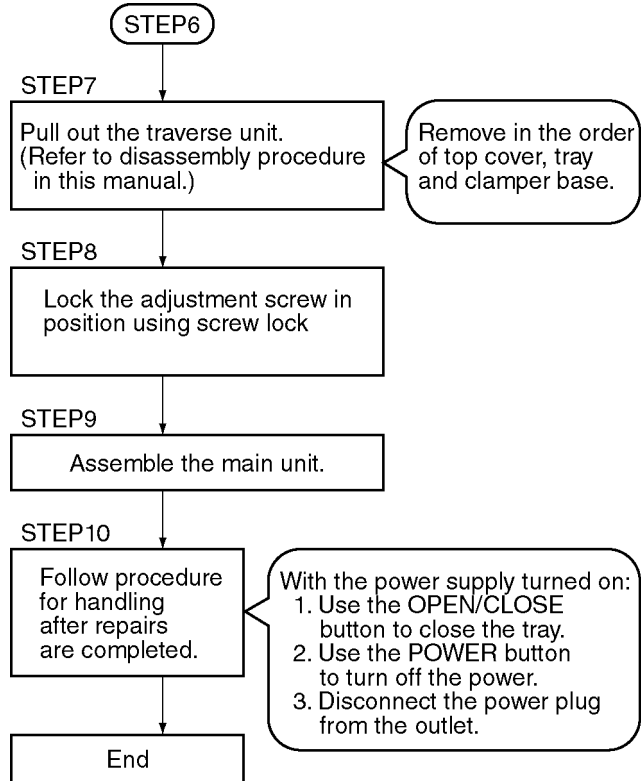 STEP6
STEP7
Pull out the traverse unit.
(Refer to disassembly procedure
in this manual.)
Remove in the order
of top cover, tray
and clamper base.
STEP8
Lock the adjustment screw in
position using screw lock
STEP9
Assemble the main unit.
STEP10
Follow procedure
for handling
after repairs
are completed.
With the power supply turned on:
1. Use the OPEN/CLOSE
button to close the tray.
2. Use the POWER button
to turn off the power.
3. Disconnect the power plug
from the outlet.
End